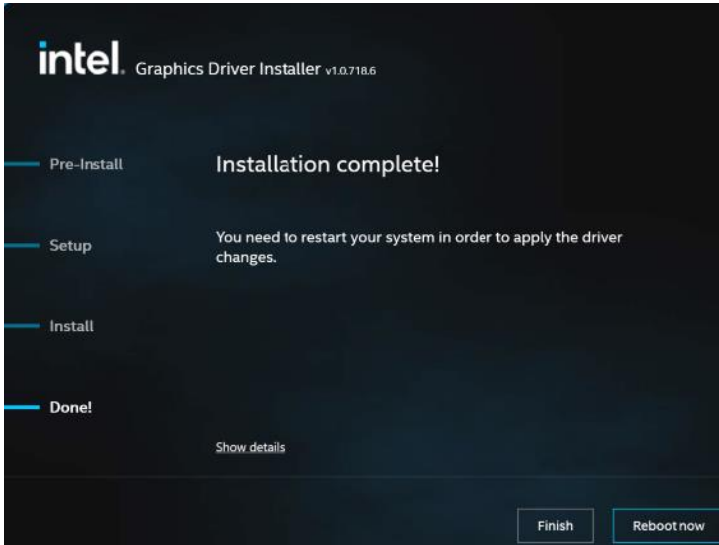 intel. Graphics Driver Installer v1.0.718.6
Pre-Install
Installation complete!
Setup
You need to restart your system in order to apply the driver
changes.
Install
Done!
Show details
Finish
Reboot now